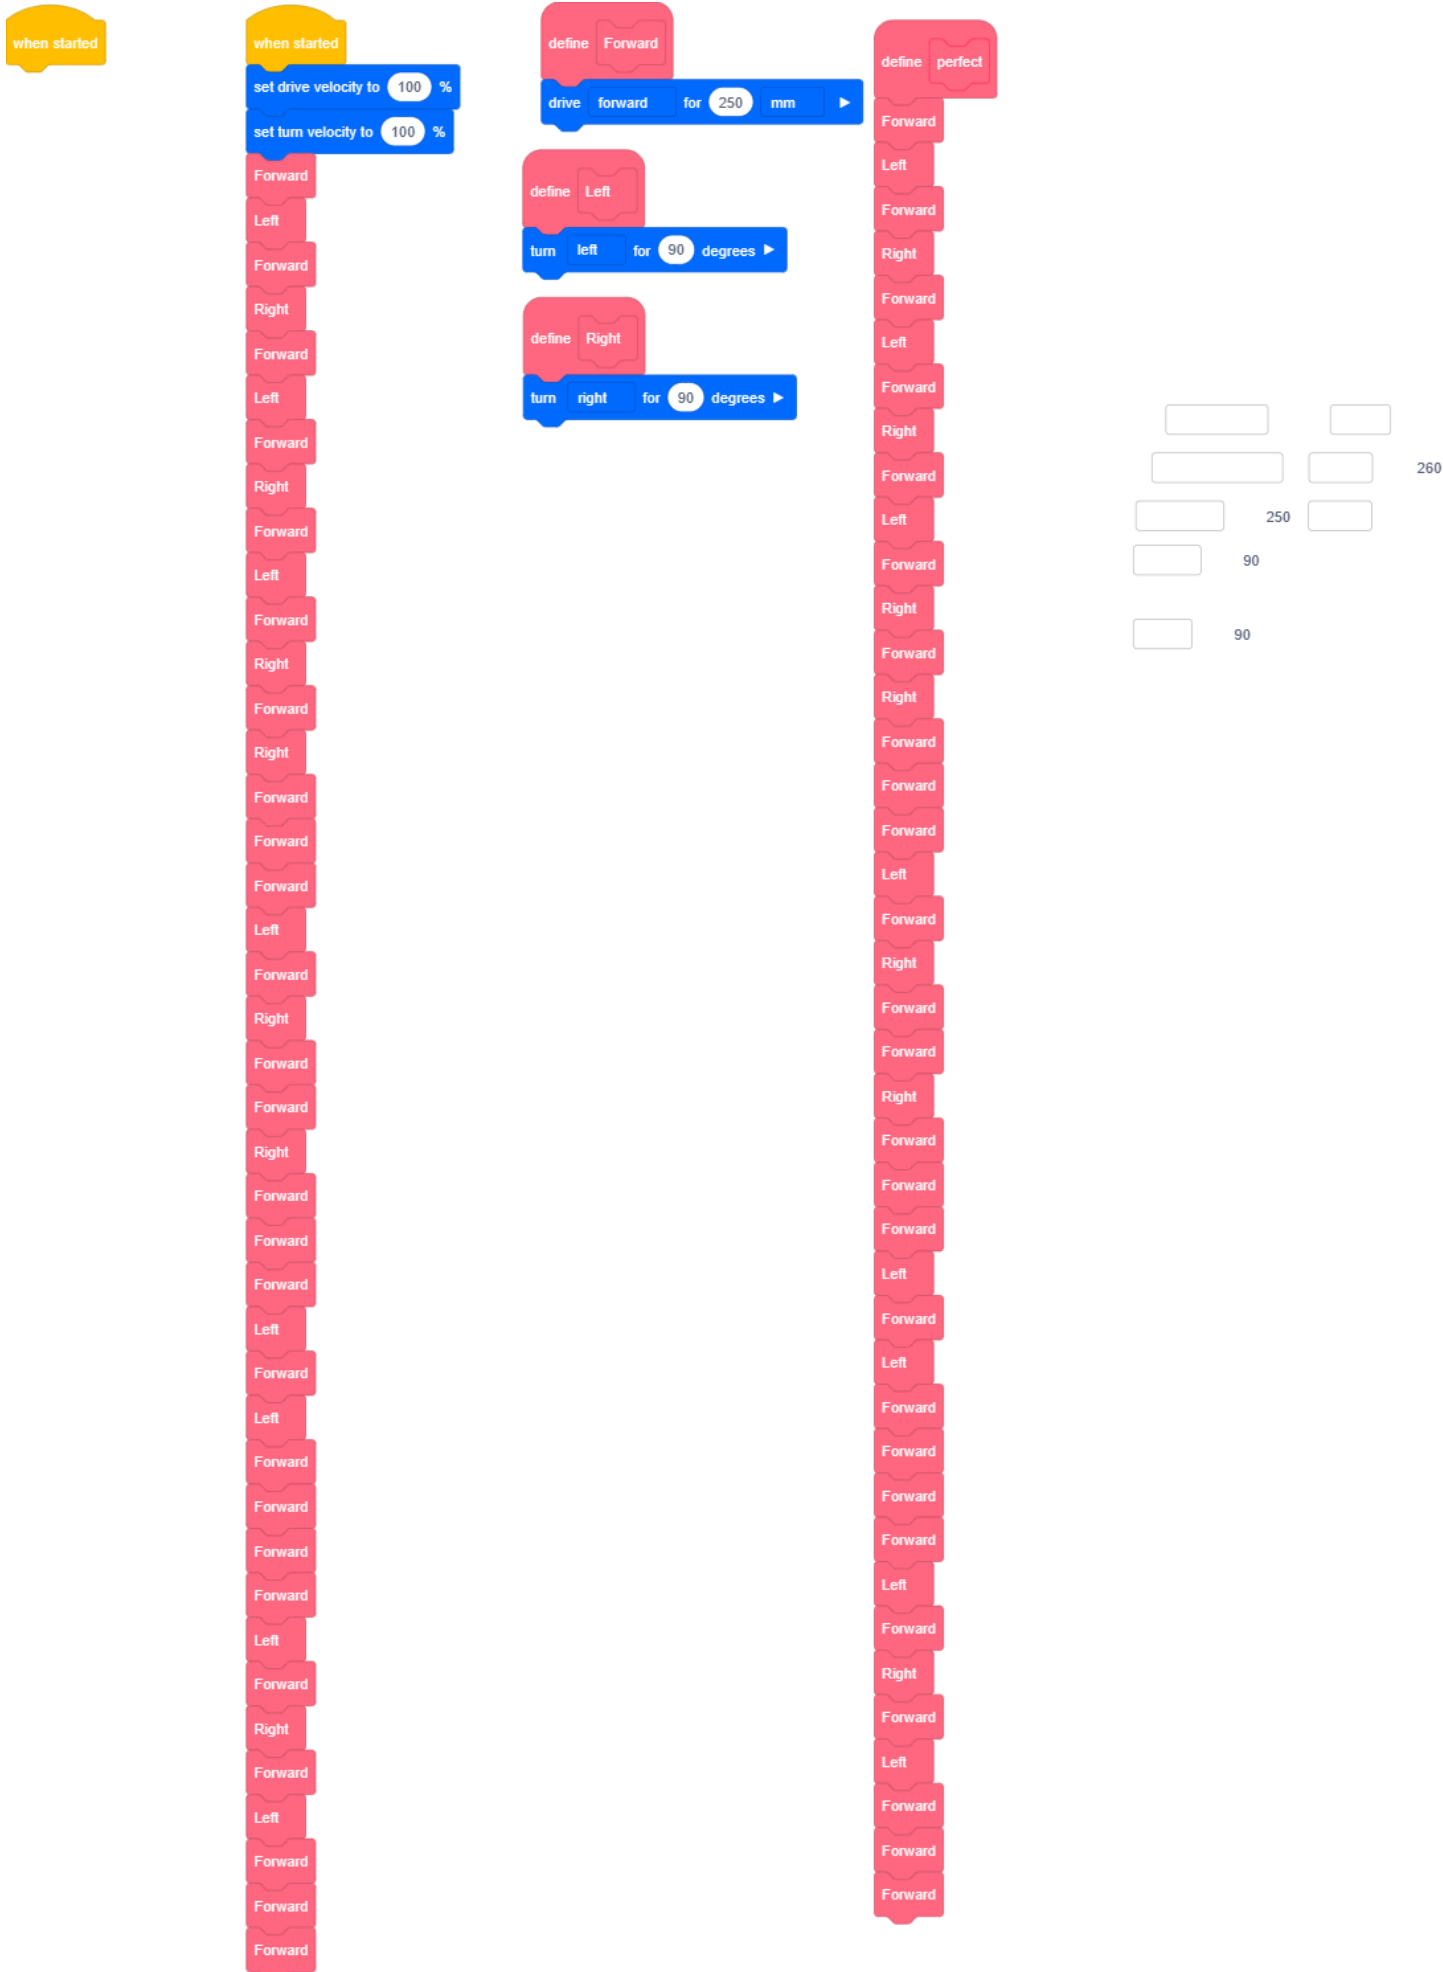 when started
when started
set drive velocity to 100 %
set turn velocity to 100 %
Forward
Left
Forward
Right
Forward
Left
Forward
Right
Forward
Left
Forward
Right
Forward
Right
Forward
Forward
Forward
Left
Forward
Right
Forward
Forward
Right
Forward
Forward
Forward
Left
Forward
Left
Forward
Forward
Forward
Forward
Left
Forward
Right
Forward
Left
Forward
Forward
Forward
define Forward
drive forward for 250 mm
define Left
turn left for 90 degrees
define Right
turn right for 90 degrees
define perfect
Forward
Left
Forward
Right
Forward
Left
Forward
Right
Forward
Left
Forward
Right
Forward
Right
Forward
Forward
Forward
Left
Forward
Right
Forward
Forward
Right
Forward
Forward
Forward
Left
Forward
Left
Forward
Forward
Forward
Forward
Left
Forward
Right
Forward
Left
Forward
Forward
Forward
260
250
90
90